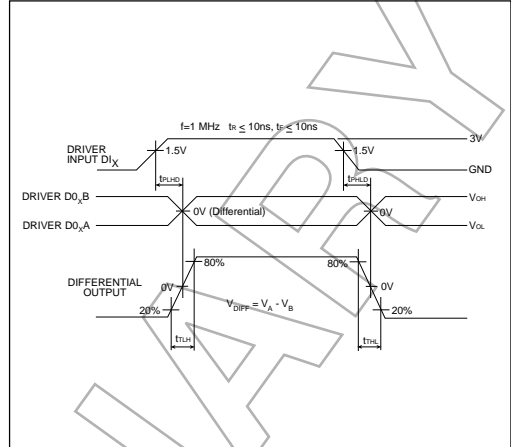 f=1 MHz tR ≤ 10ns, tF ≤ 10ns
3V
DRIVER
INPUT DIX
1.5V
1.5V
GND
tPLHD
tPHLD
DRIVER D0XB
VOH
0V (Differential)
0V
DRIVER D0XA
VOL
80%
80%
DIFFERENTIAL
OUTPUT
0V
0V
VDIFF = VA - VB
20%
20%
tTLH
tTHL